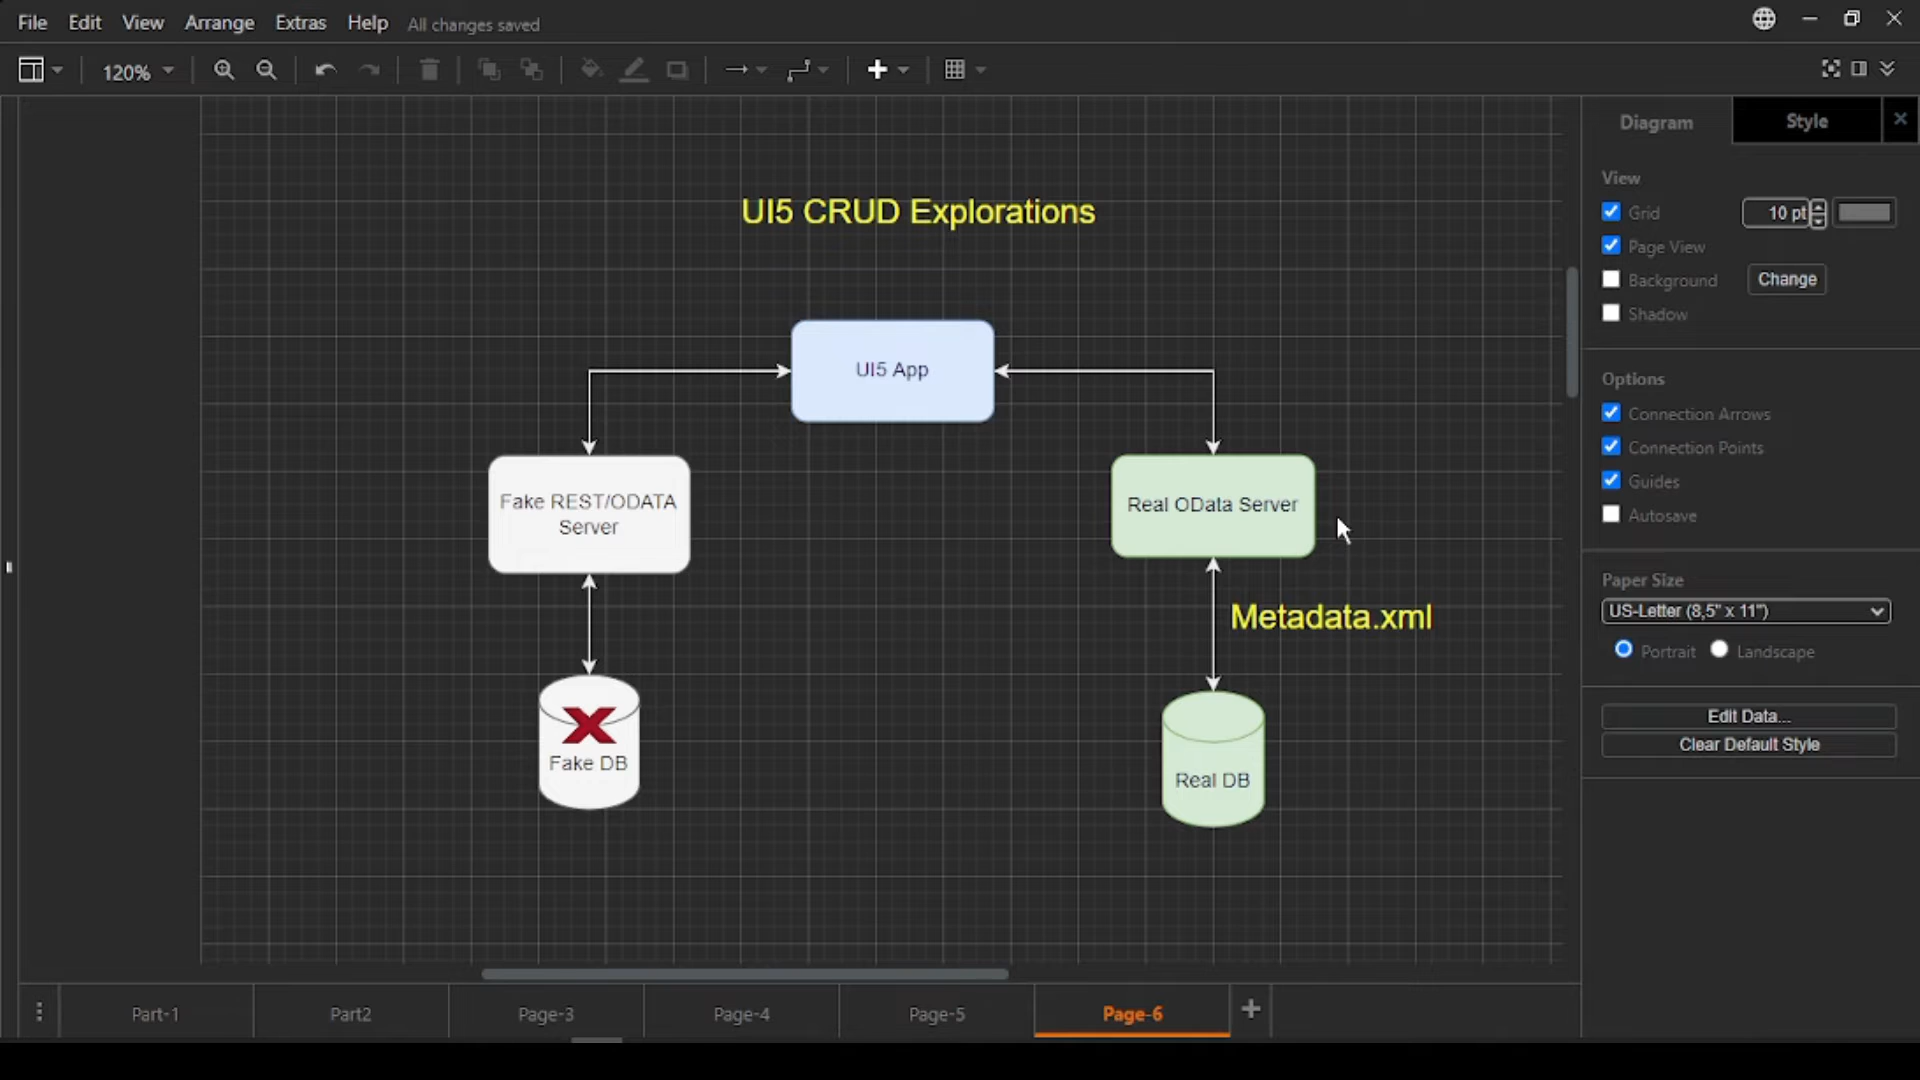 File Edit View Arrange Extras Help All changes saved
120%
Diagram Style
View
Grid 10 pt
Page View
Background Change
Shadow
Options
Connection Arrows
Connection Points
Guides
Autosave
Paper Size
US-Letter (8,5" x 11")
Portrait Landscape
Edit Data...
Clear Default Style
UI5 CRUD Explorations
UI5 App
Fake REST/ODATA
Server
Real OData Server
Metadata.xml
Fake DB
Real DB
Part-1 Part2 Page-3 Page-4 Page-5 Page-6